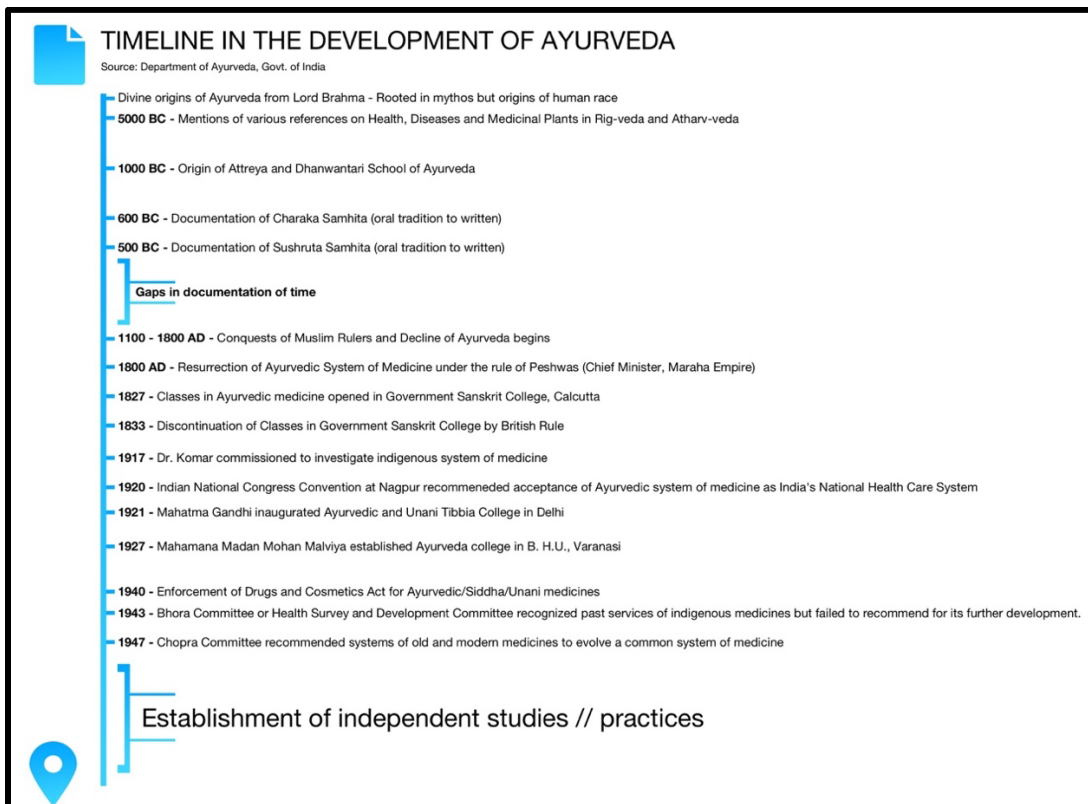 TIMELINE IN THE DEVELOPMENT OF AYURVEDA
Source: Department of Ayurveda, Govt. of India
Divine origins of Ayurveda from Lord Brahma - Rooted in mythos but origins of human race
5000 BC - Mentions of various references on Health, Diseases and Medicinal Plants in Rig-veda and Atharv-veda
1000 BC - Origin of Attreya and Dhanwantari School of Ayurveda
600 BC - Documentation of Charaka Samhita (oral tradition to written)
500 BC - Documentation of Sushruta Samhita (oral tradition to written)
Gaps in documentation of time
1100 - 1800 AD - Conquests of Muslim Rulers and Decline of Ayurveda begins
1800 AD - Resurrection of Ayurvedic System of Medicine under the rule of Peshwas (Chief Minister, Maraha Empire)
1827 - Classes in Ayurvedic medicine opened in Government Sanskrit College, Calcutta
1833 - Discontinuation of Classes in Government Sanskrit College by British Rule
1917 - Dr. Komar commissioned to investigate indigenous system of medicine
1920 - Indian National Congress Convention at Nagpur recommeneded acceptance of Ayurvedic system of medicine as India's National Health Care System
1921 - Mahatma Gandhi inaugurated Ayurvedic and Unani Tibbia College in Delhi
1927 - Mahamana Madan Mohan Malviya established Ayurveda college in B. H.U., Varanasi
1940 - Enforcement of Drugs and Cosmetics Act for Ayurvedic/Siddha/Unani medicines
1943 - Bhora Committee or Health Survey and Development Committee recognized past services of indigenous medicines but failed to recommend for its further development.
1947 - Chopra Committee recommended systems of old and modern medicines to evolve a common system of medicine
Establishment of independent studies // practices